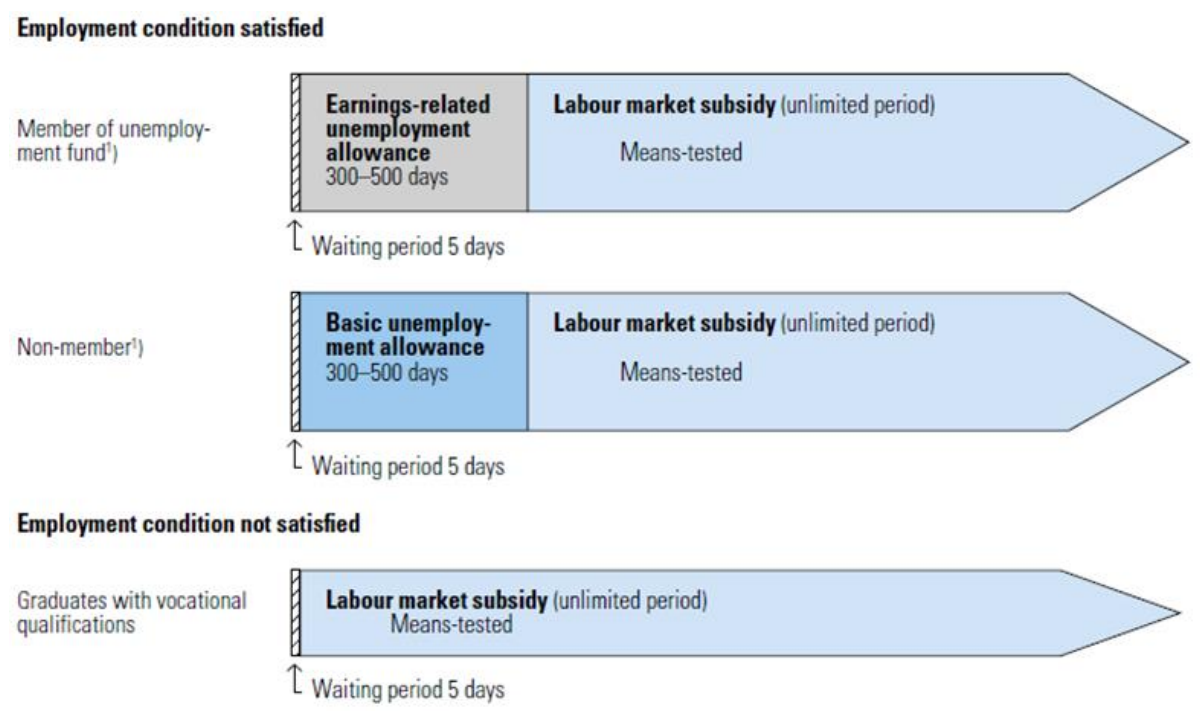 Employment condition satisfied
Member of unemploy-
ment fund¹)
Earnings-related
unemployment
allowance
300–500 days
Labour market subsidy (unlimited period)
Means-tested
Waiting period 5 days
Non-member¹)
Basic unemploy-
ment allowance
300–500 days
Labour market subsidy (unlimited period)
Means-tested
Waiting period 5 days
Employment condition not satisfied
Graduates with vocational
qualifications
Labour market subsidy (unlimited period)
Means-tested
Waiting period 5 days